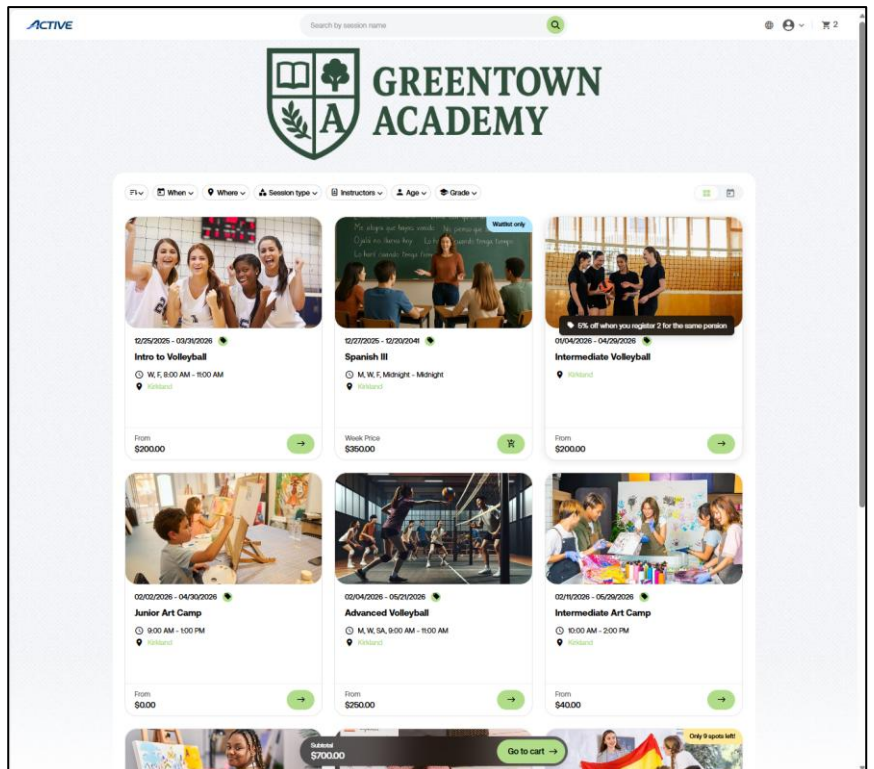 ACTIVE
Search by session name
2
GREENTOWN
ACADEMY
A
When
Where
Session type
Instructors
Age
Grade
Waitlist only
5% off when you register 2 for the same person
12/25/2025 - 03/31/2026
Intro to Volleyball
W, F, 8:00 AM - 11:00 AM
Kirkland
From
$200.00
12/27/2025 - 12/20/2041
Spanish III
M, W, F, Midnight - Midnight
Kirkland
Week Price
$350.00
01/04/2026 - 04/29/2026
Intermediate Volleyball
Kirkland
From
$200.00
02/02/2026 - 04/30/2026
Junior Art Camp
9:00 AM - 1:00 PM
Kirkland
From
$0.00
02/04/2026 - 05/21/2026
Advanced Volleyball
M, W, SA, 9:00 AM - 11:00 AM
Kirkland
From
$250.00
02/11/2026 - 05/29/2026
Intermediate Art Camp
10:00 AM - 2:00 PM
Kirkland
From
$40.00
Only 9 spots left!
Subtotal
$700.00
Go to cart